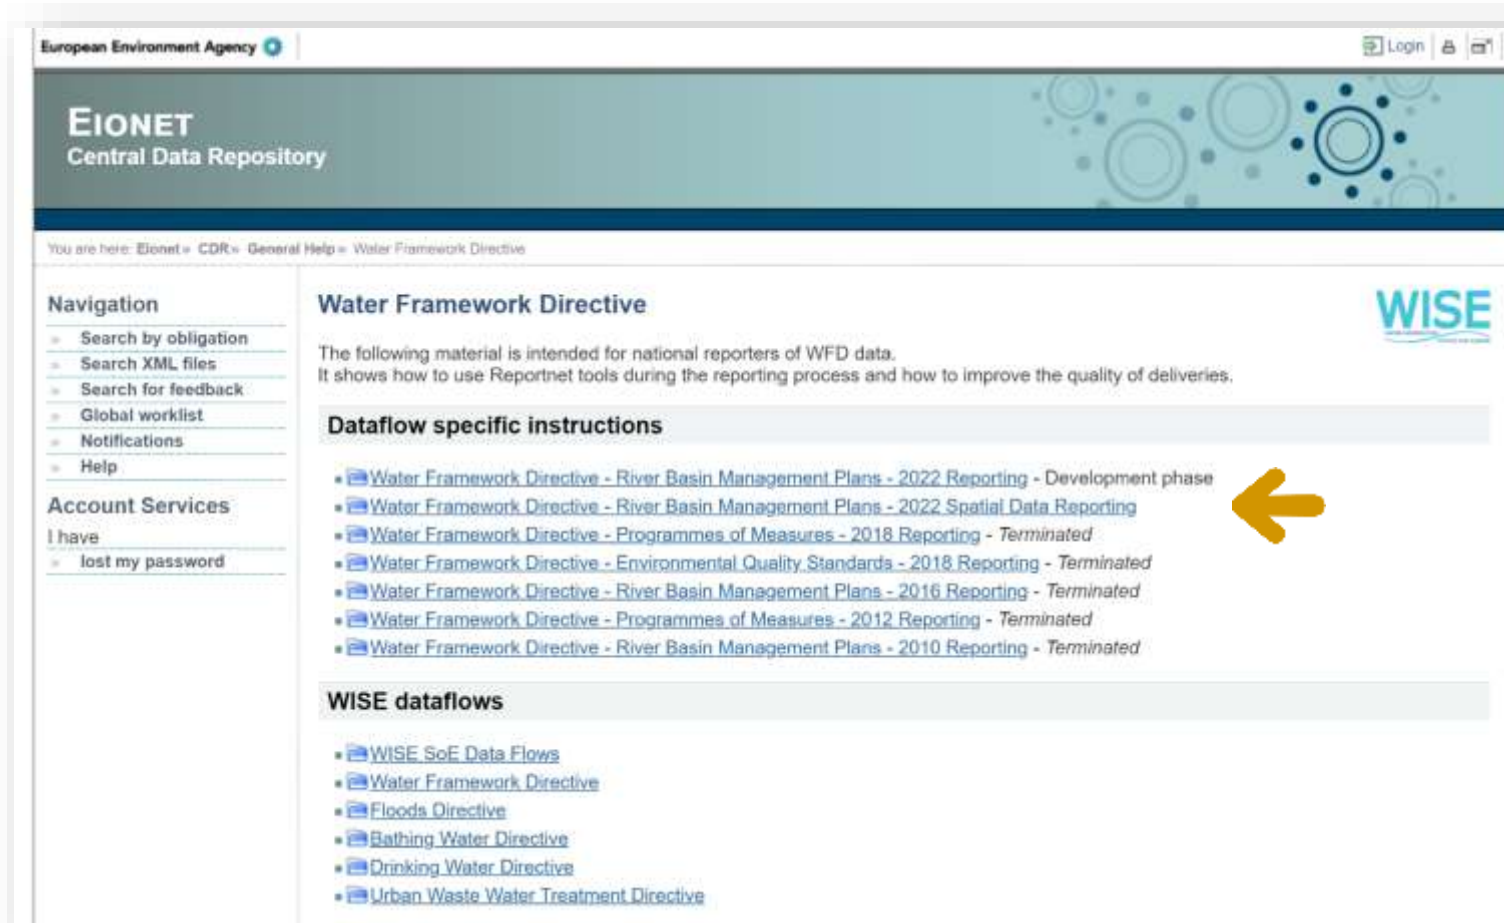 European Environment Agency
Login
EIONET
Central Data Repository
You are here: Eionet » CDR » General Help » Water Framework Directive
Navigation
Search by obligation
Search XML files
Search for feedback
Global worklist
Notifications
Help
Account Services
I have
lost my password
Water Framework Directive
WISE
The following material is intended for national reporters of WFD data.
It shows how to use Reportnet tools during the reporting process and how to improve the quality of deliveries.
Dataflow specific instructions
Water Framework Directive - River Basin Management Plans - 2022 Reporting - Development phase
Water Framework Directive - River Basin Management Plans - 2022 Spatial Data Reporting
Water Framework Directive - Programmes of Measures - 2018 Reporting - Terminated
Water Framework Directive - Environmental Quality Standards - 2018 Reporting - Terminated
Water Framework Directive - River Basin Management Plans - 2016 Reporting - Terminated
Water Framework Directive - Programmes of Measures - 2012 Reporting - Terminated
Water Framework Directive - River Basin Management Plans - 2010 Reporting - Terminated
WISE dataflows
WISE SoE Data Flows
Water Framework Directive
Floods Directive
Bathing Water Directive
Drinking Water Directive
Urban Waste Water Treatment Directive